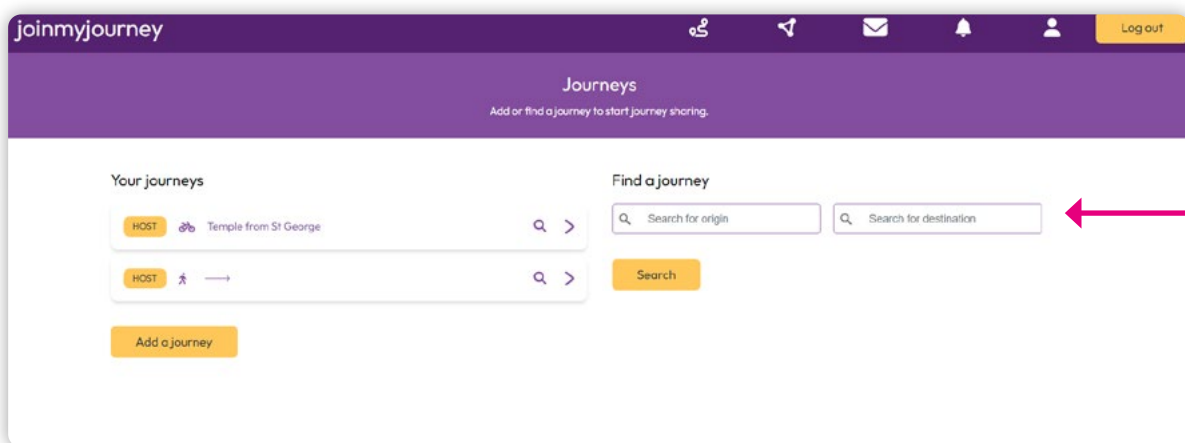 joinmyjourney
Log out
Journeys
Add or find a journey to start journey sharing.
Your journeys
HOST Temple from St George
HOST
Add a journey
Find a journey
Search for origin
Search for destination
Search